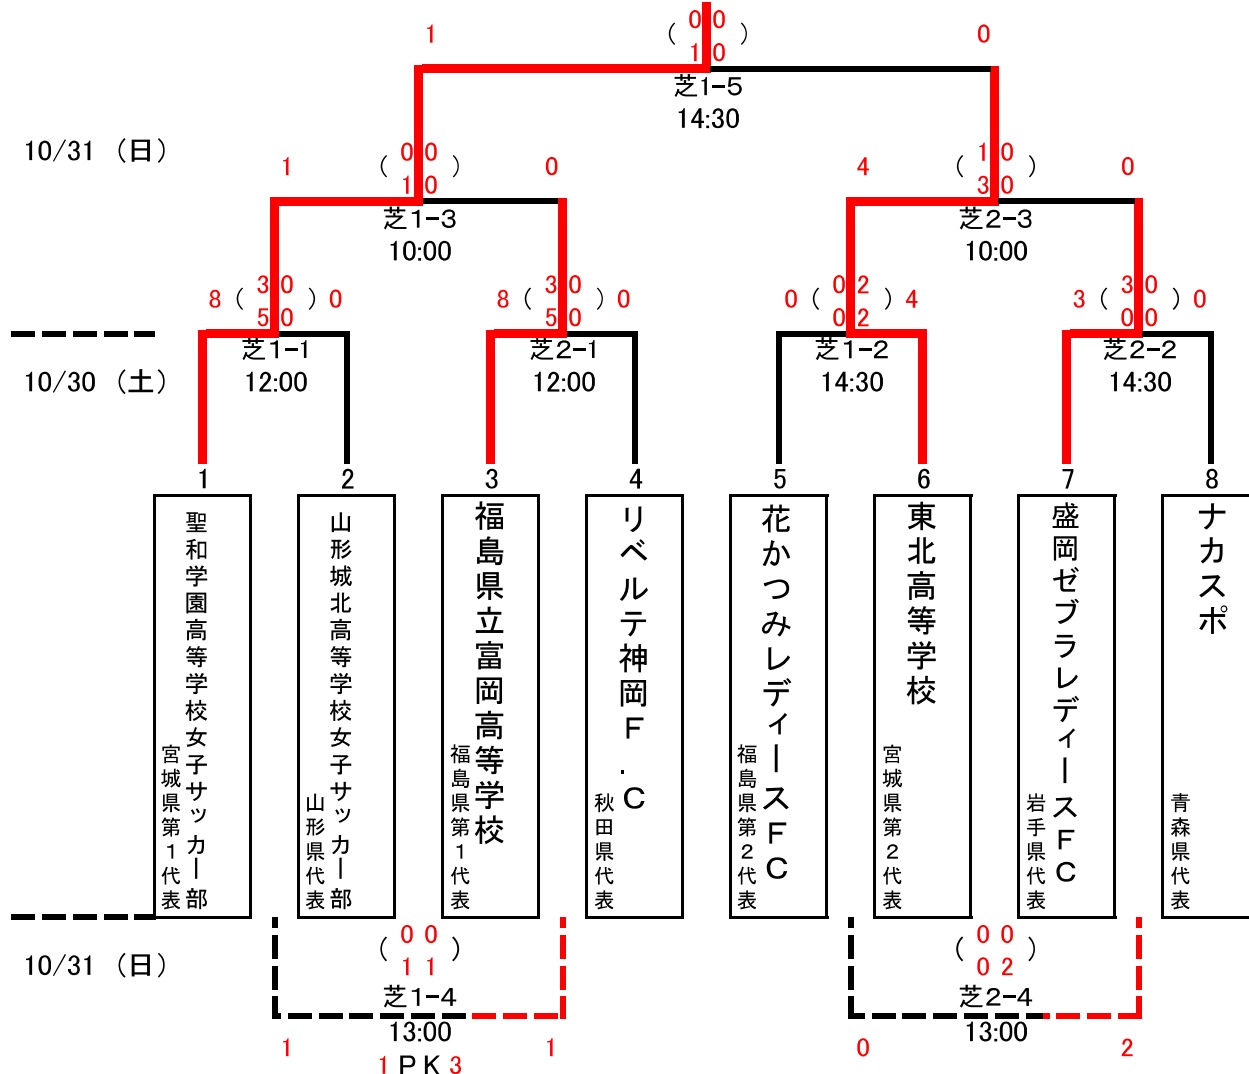 0 0
1 ( ) 0
1 0
芝1-5
14:30
10/31 (日)
0 0 1 0
1 ( ) 0 4 ( ) 0
1 0 3 0
芝1-3 芝2-3
10:00 10:00
3 0 3 0 0 2 3 0
8 ( ) 0 8 ( ) 0 0 ( ) 4 3 ( ) 0
5 0 5 0 0 2 0 0
芝1-1 芝2-1 芝1-2 芝2-2
10/30 (土) 12:00 12:00 14:30 14:30
1 2 3 4 5 6 7 8
聖和学園高等学校女子サッカー部
宮城県第1代表
山形城北高等学校女子サッカー部
山形県代表
福島県立富岡高等学校
福島県第1代表
リベルテ神岡F.C
秋田県代表
花かつみレディースFC
福島県第2代表
東北高等学校
宮城県第2代表
盛岡ゼブラレディースFC
岩手県代表
ナカスポ
青森県代表
0 0 0 0
( ) ( )
10/31 (日) 1 1 0 2
芝1-4 芝2-4
13:00 13:00
1 1 0 2
1 PK 3